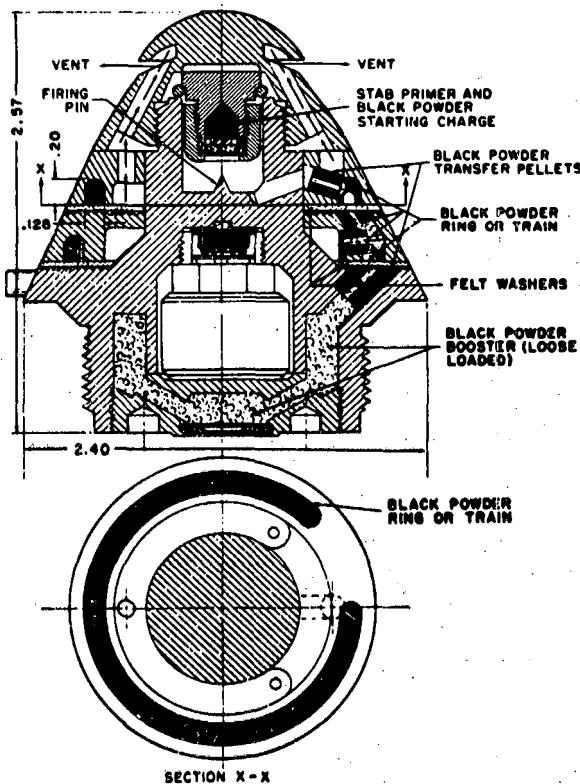 VENT
VENT
FIRING
PIN
STAB PRIMER AND
BLACK POWDER
STARTING CHARGE
2.57
.20
X
X
BLACK POWDER
TRANSFER PELLETS
.128
BLACK POWDER
RING OR TRAIN
FELT WASHERS
BLACK POWDER
BOOSTER (LOOSE
LOADED)
2.40
BLACK POWDER
RING OR TRAIN
SECTION X-X